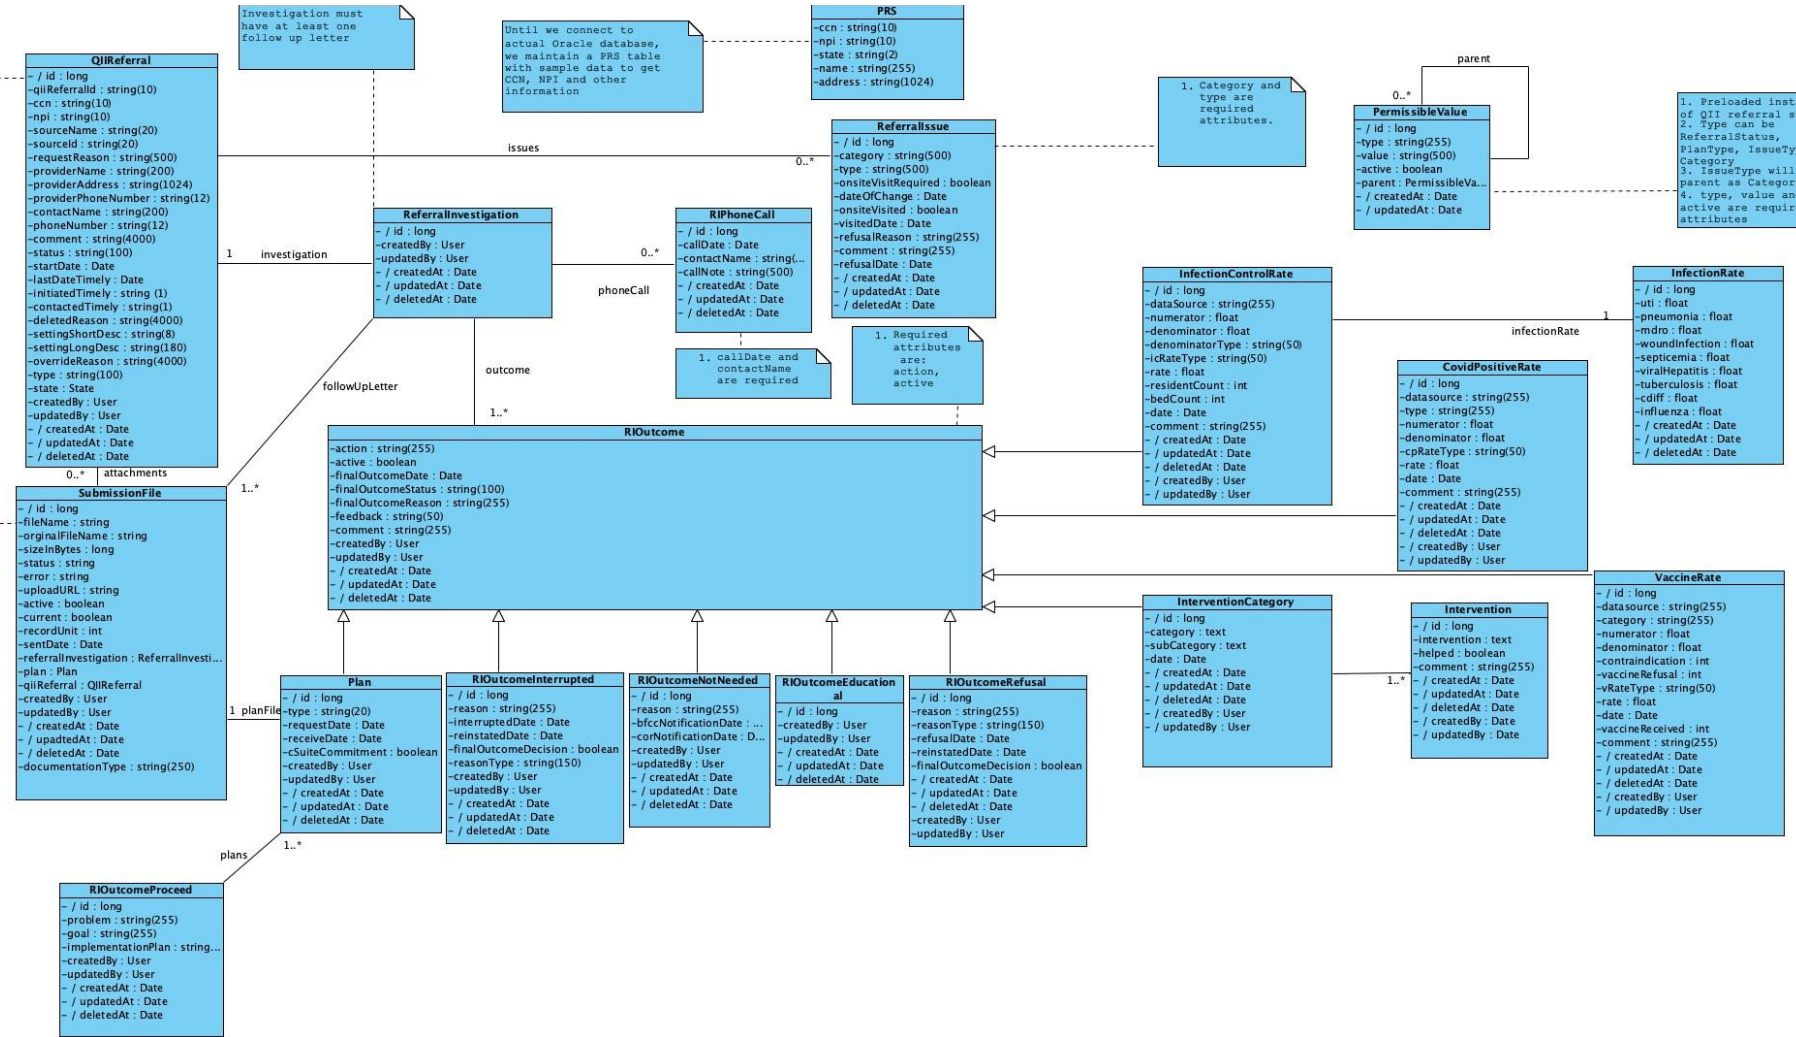 Investigation must
have at least one
follow up letter
Until we connect to
actual Oracle database,
we maintain a PRS table
with sample data to get
CCN, NPI and other
information
PRS
-ccn : string(10)
-npi : string(10)
-state : string(2)
-name : string(255)
-address : string(1024)
1. Category and
type are
required
attributes.
parent
0..*
PermissibleValue
- / id : long
-type : string(255)
-value : string(500)
-active : boolean
-parent : PermissibleVa...
- / createdAt : Date
- / updatedAt : Date
1. Preloaded inst
of QII referral s
2. Type can be
ReferralStatus,
PlanType, IssueTy
Category
3. IssueType will
parent as Categor
4. type, value an
active are requir
attributes
QIIReferral
- / id : long
-qiiReferralId : string(10)
-ccn : string(10)
-npi : string(10)
-sourceName : string(20)
-sourceId : string(20)
-requestReason : string(500)
-providerName : string(200)
-providerAddress : string(1024)
-providerPhoneNumber : string(12)
-contactName : string(200)
-phoneNumber : string(12)
-comment : string(4000)
-status : string(100)
-startDate : Date
-lastDateTimely : Date
-initiatedTimely : string (1)
-contactedTimely : string(1)
-deletedReason : string(4000)
-settingShortDesc : string(8)
-settingLongDesc : string(180)
-overrideReason : string(4000)
-type : string(100)
-state : State
-createdBy : User
-updatedBy : User
- / createdAt : Date
- / updatedAt : Date
- / deletedAt : Date
issues
0..*
ReferralIssue
- / id : long
-category : string(500)
-type : string(500)
-onsiteVisitRequired : boolean
-dateOfChange : Date
-onsiteVisited : boolean
-visitedDate : Date
-refusalReason : string(255)
-comment : string(255)
-refusalDate : Date
- / createdAt : Date
- / updatedAt : Date
- / deletedAt : Date
1
investigation
ReferralInvestigation
- / id : long
-createdBy : User
-updatedBy : User
- / createdAt : Date
- / updatedAt : Date
- / deletedAt : Date
0..*
phoneCall
RIPhoneCall
- / id : long
-callDate : Date
-contactName : string(...
-callNote : string(500)
- / createdAt : Date
- / updatedAt : Date
- / deletedAt : Date
1. callDate and
contactName
are required
1. Required
attributes
are:
action,
active
followUpLetter
1..*
outcome
1..*
InfectionControlRate
- / id : long
-dataSource : string(255)
-numerator : float
-denominator : float
-denominatorType : string(50)
-icRateType : string(50)
-rate : float
-residentCount : int
-bedCount : int
-date : Date
-comment : string(255)
- / createdAt : Date
- / updatedAt : Date
- / deletedAt : Date
- / createdBy : User
- / updatedBy : User
1
infectionRate
InfectionRate
- / id : long
-uti : float
-pneumonia : float
-mdro : float
-woundInfection : float
-septicemia : float
-viralHepatitis : float
-tuberculosis : float
-cdiff : float
-influenza : float
- / createdAt : Date
- / updatedAt : Date
- / deletedAt : Date
CovidPositiveRate
- / id : long
-datasource : string(255)
-type : string(255)
-numerator : float
-denominator : float
-cpRateType : string(50)
-rate : float
-date : Date
-comment : string(255)
- / createdAt : Date
- / updatedAt : Date
- / deletedAt : Date
- / createdBy : User
- / updatedBy : User
RIOutcome
-action : string(255)
-active : boolean
-finalOutcomeDate : Date
-finalOutcomeStatus : string(100)
-finalOutcomeReason : string(255)
-feedback : string(50)
-comment : string(255)
-createdBy : User
-updatedBy : User
- / createdAt : Date
- / updatedAt : Date
- / deletedAt : Date
0..*
attachments
SubmissionFile
- / id : long
-fileName : string
-orginalFileName : string
-sizeInBytes : long
-status : string
-error : string
-uploadURL : string
-active : boolean
-current : boolean
-recordUnit : int
-sentDate : Date
-referralInvestigation : ReferralInvesti...
-plan : Plan
-qiiReferral : QIIReferral
-createdBy : User
-updatedBy : User
- / createdAt : Date
- / upadtedAt : Date
- / deletedAt : Date
-documentationType : string(250)
1 planFile
Plan
- / id : long
-type : string(20)
-requestDate : Date
-receiveDate : Date
-cSuiteCommitment : boolean
-createdBy : User
-updatedBy : User
- / createdAt : Date
- / updatedAt : Date
- / deletedAt : Date
RIOutcomeInterrupted
- / id : long
-reason : string(255)
-interruptedDate : Date
-reinstatedDate : Date
-finalOutcomeDecision : boolean
-reasonType : string(150)
-createdBy : User
-updatedBy : User
- / createdAt : Date
- / updatedAt : Date
- / deletedAt : Date
RIOutcomeNotNeeded
- / id : long
-reason : string(255)
-bfccNotificationDate : ...
-corNotificationDate : D...
-createdBy : User
-updatedBy : User
- / createdAt : Date
- / updatedAt : Date
- / deletedAt : Date
RIOutcomeEducation
al
- / id : long
-createdBy : User
-updatedBy : User
- / createdAt : Date
- / updatedAt : Date
- / deletedAt : Date
RIOutcomeRefusal
- / id : long
-reason : string(255)
-reasonType : string(150)
-refusalDate : Date
-reinstatedDate : Date
-finalOutcomeDecision : boolean
- / createdAt : Date
- / updatedAt : Date
- / deletedAt : Date
-createdBy : User
-updatedBy : User
InterventionCategory
- / id : long
-category : text
-subCategory : text
-date : Date
- / createdAt : Date
- / updatedAt : Date
- / deletedAt : Date
- / createdBy : User
- / updatedBy : User
1..*
Intervention
- / id : long
-intervention : text
-helped : boolean
-comment : string(255)
- / createdAt : Date
- / updatedAt : Date
- / deletedAt : Date
- / createdBy : Date
- / updatedBy : Date
VaccineRate
- / id : long
-datasource : string(255)
-category : string(255)
-numerator : float
-denominator : float
-contraindication : int
-vaccineRefusal : int
-vRateType : string(50)
-rate : float
-date : Date
-vaccineReceived : int
-comment : string(255)
- / createdAt : Date
- / updatedAt : Date
- / deletedAt : Date
- / createdBy : User
- / updatedBy : User
plans
1..*
RIOutcomeProceed
- / id : long
-problem : string(255)
-goal : string(255)
-implementationPlan : string...
-createdBy : User
-updatedBy : User
- / createdAt : Date
- / updatedAt : Date
- / deletedAt : Date